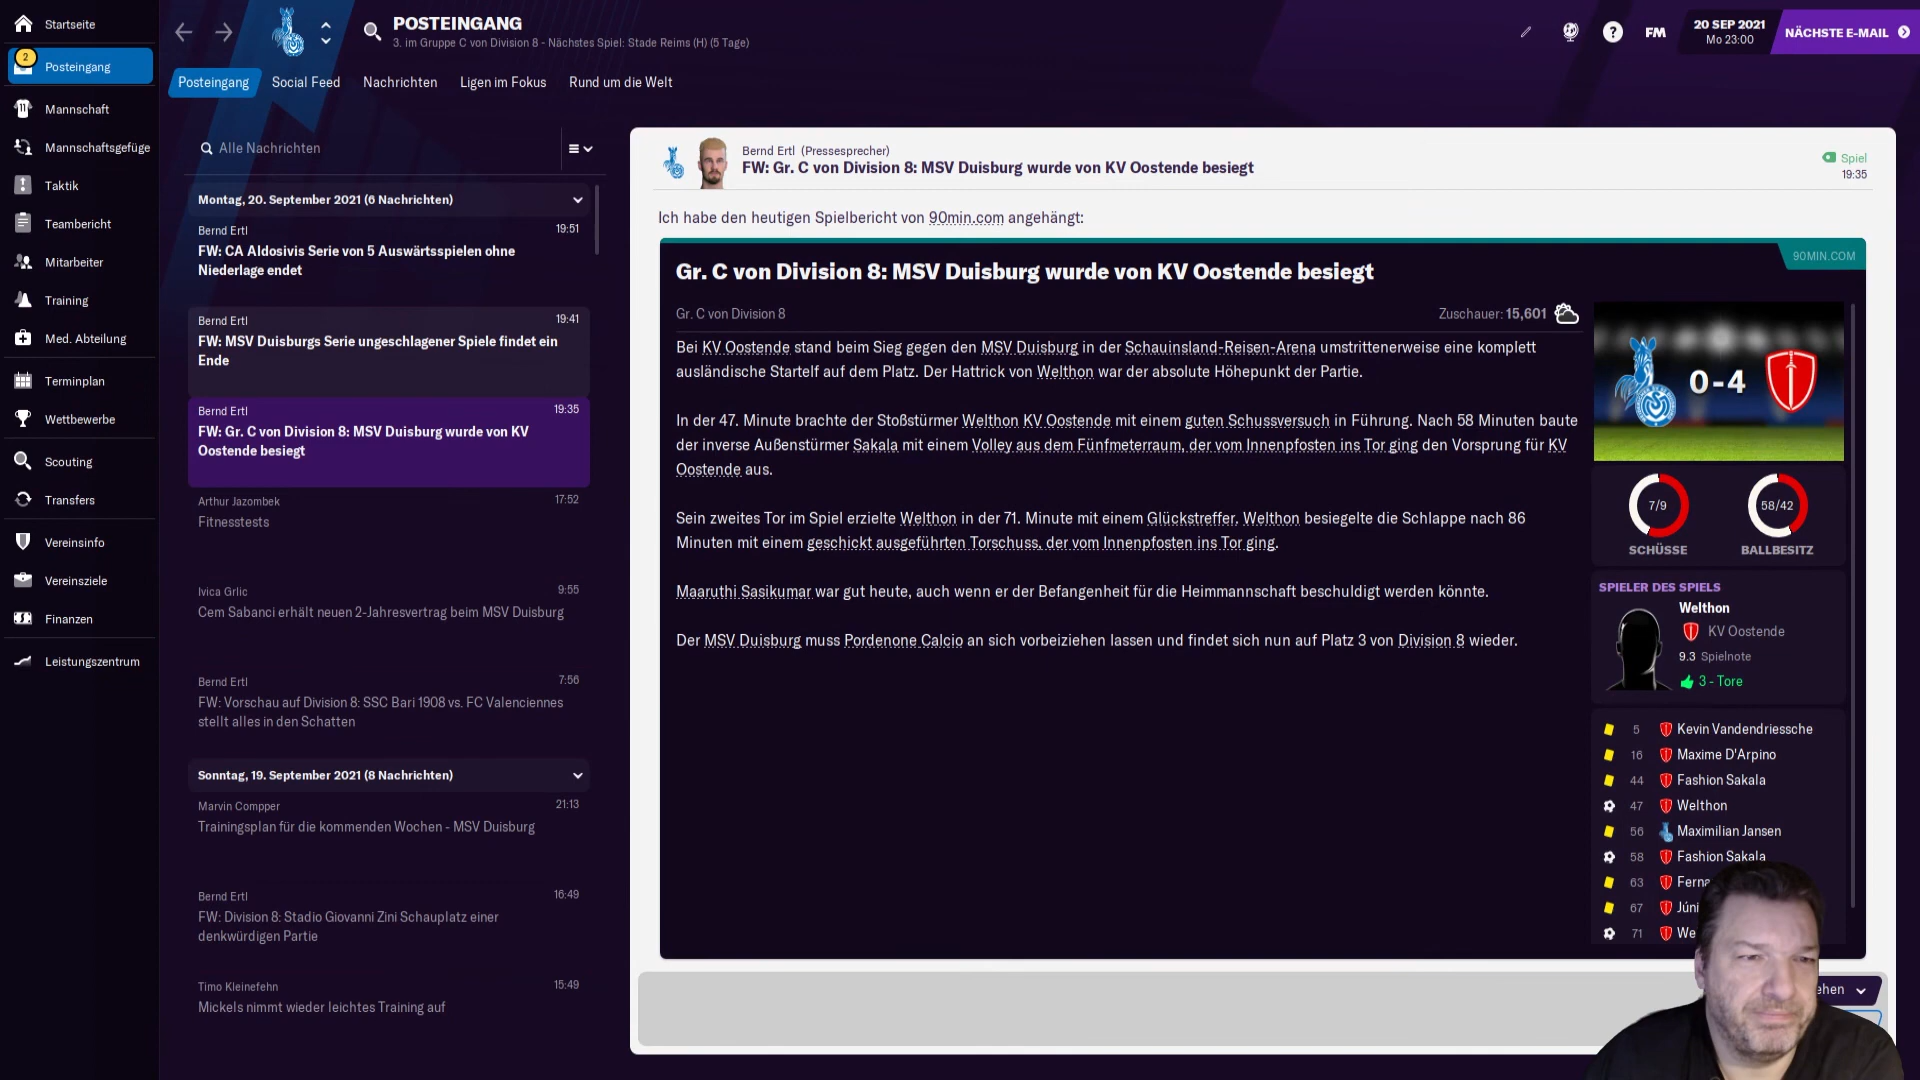 Startseite
2
Posteingang
Mannschaft
Mannschaftsgefüge
Taktik
Teambericht
Mitarbeiter
Training
Med. Abteilung
Terminplan
Wettbewerbe
Scouting
Transfers
Vereinsinfo
Vereinsziele
Finanzen
Leistungszentrum
POSTEINGANG
3. im Gruppe C von Division 8 - Nächstes Spiel: Stade Reims (H) (5 Tage)
FM
20 SEP 2021
Mo 23:00
NÄCHSTE E-MAIL
Posteingang Social Feed Nachrichten Ligen im Fokus Rund um die Welt
Alle Nachrichten
Montag, 20. September 2021 (6 Nachrichten)
Bernd Ertl 19:51
FW: CA Aldosivis Serie von 5 Auswärtsspielen ohne
Niederlage endet
Bernd Ertl 19:41
FW: MSV Duisburgs Serie ungeschlagener Spiele findet ein
Ende
Bernd Ertl 19:35
FW: Gr. C von Division 8: MSV Duisburg wurde von KV
Oostende besiegt
Arthur Jazombek 17:52
Fitnesstests
Ivica Grlic 9:55
Cem Sabanci erhält neuen 2-Jahresvertrag beim MSV Duisburg
Bernd Ertl 7:56
FW: Vorschau auf Division 8: SSC Bari 1908 vs. FC Valenciennes
stellt alles in den Schatten
Sonntag, 19. September 2021 (8 Nachrichten)
Marvin Compper 21:13
Trainingsplan für die kommenden Wochen - MSV Duisburg
Bernd Ertl 16:49
FW: Division 8: Stadio Giovanni Zini Schauplatz einer
denkwürdigen Partie
Timo Kleinefehn 15:49
Mickels nimmt wieder leichtes Training auf
Bernd Ertl (Pressesprecher)
FW: Gr. C von Division 8: MSV Duisburg wurde von KV Oostende besiegt
Spiel
19:35
Ich habe den heutigen Spielbericht von 90min.com angehängt:
90MIN.COM
Gr. C von Division 8: MSV Duisburg wurde von KV Oostende besiegt
Gr. C von Division 8 Zuschauer: 15,601
Bei KV Oostende stand beim Sieg gegen den MSV Duisburg in der Schauinsland-Reisen-Arena umstrittenerweise eine komplett
ausländische Startelf auf dem Platz. Der Hattrick von Welthon war der absolute Höhepunkt der Partie.
In der 47. Minute brachte der Stoßstürmer Welthon KV Oostende mit einem guten Schussversuch in Führung. Nach 58 Minuten baute
der inverse Außenstürmer Sakala mit einem Volley aus dem Fünfmeterraum, der vom Innenpfosten ins Tor ging den Vorsprung für KV
Oostende aus.
Sein zweites Tor im Spiel erzielte Welthon in der 71. Minute mit einem Glückstreffer. Welthon besiegelte die Schlappe nach 86
Minuten mit einem geschickt ausgeführten Torschuss, der vom Innenpfosten ins Tor ging.
Maaruthi Sasikumar war gut heute, auch wenn er der Befangenheit für die Heimmannschaft beschuldigt werden könnte.
Der MSV Duisburg muss Pordenone Calcio an sich vorbeiziehen lassen und findet sich nun auf Platz 3 von Division 8 wieder.
0-4
7/9
SCHÜSSE
58/42
BALLBESITZ
SPIELER DES SPIELS
Welthon
KV Oostende
9.3 Spielnote
3 - Tore
5 Kevin Vandendriessche
16 Maxime D'Arpino
44 Fashion Sakala
47 Welthon
56 Maximilian Jansen
58 Fashion Sakala
63 Ferna
67 Júni
71 We
ehen